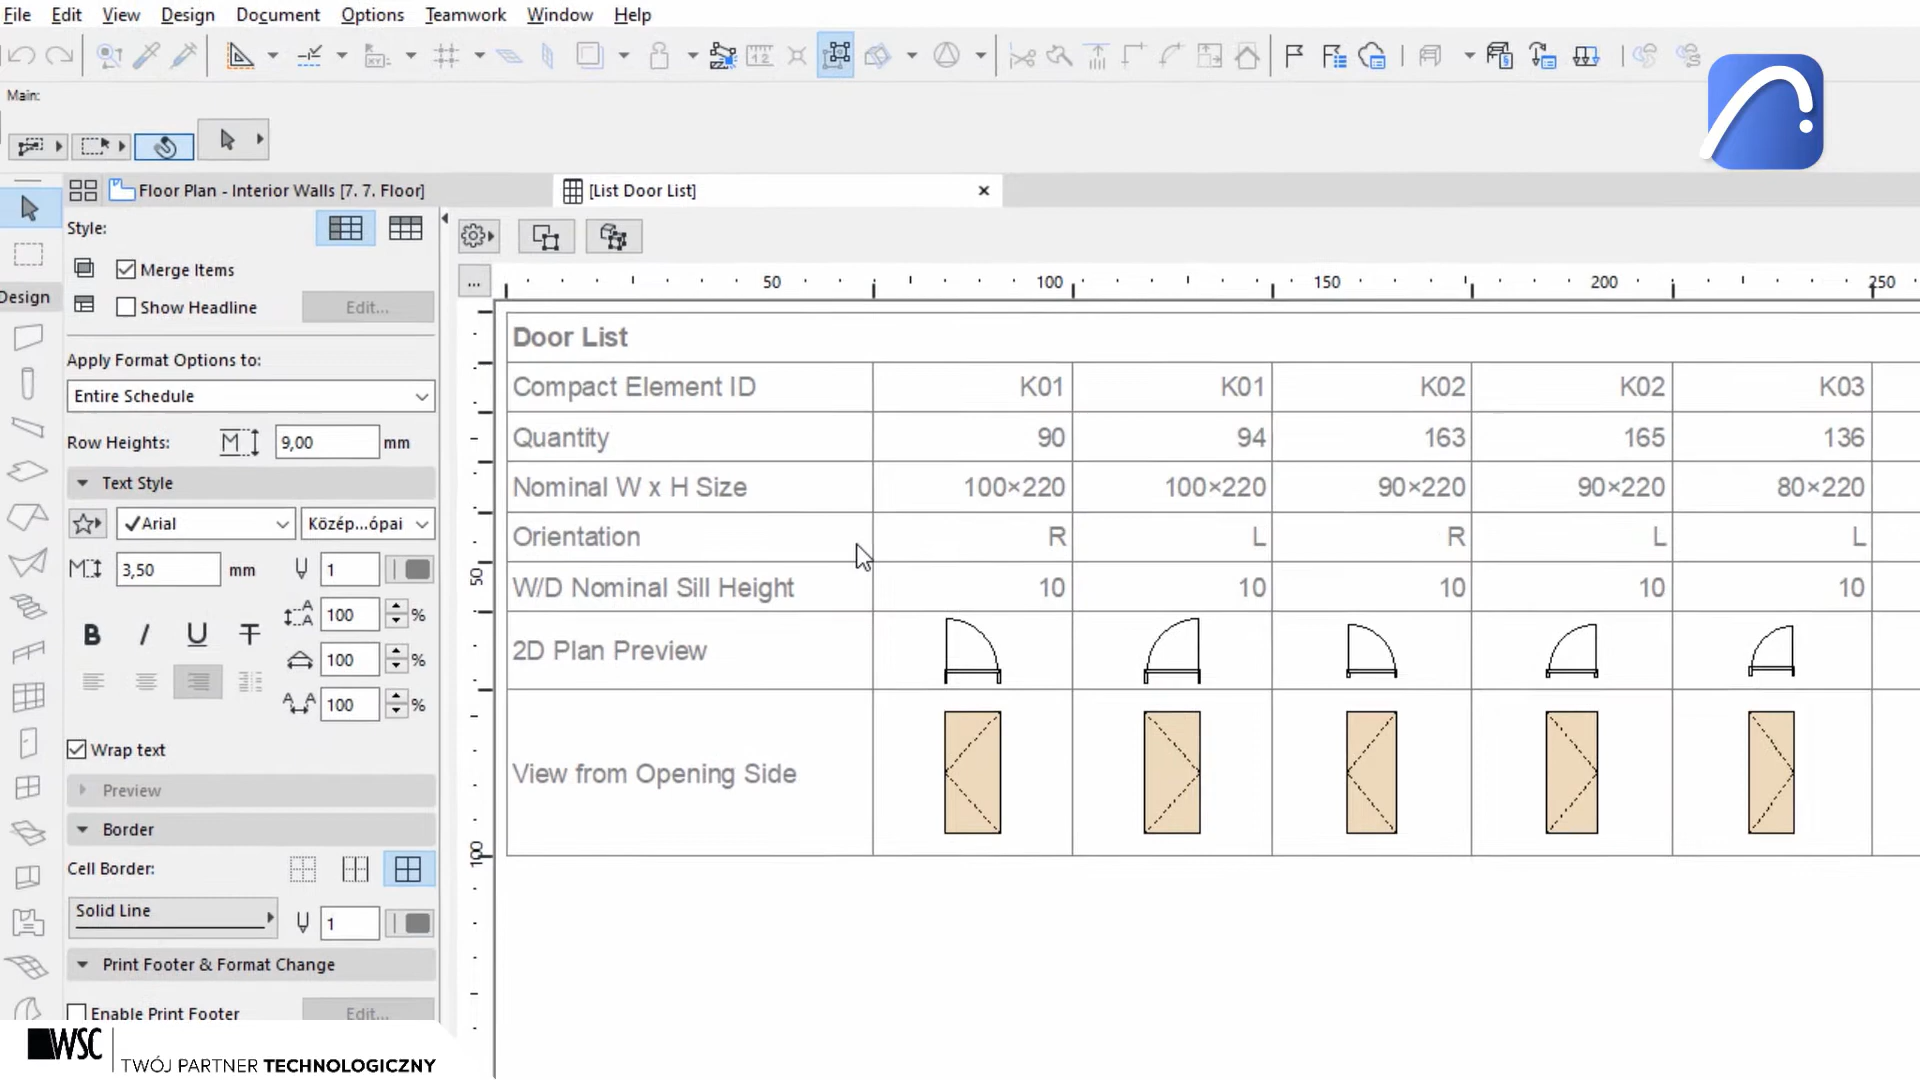 File Edit View Design Document Options Teamwork Window Help
Main:
Floor Plan - Interior Walls [7. 7. Floor]
[List Door List]
Style:
Merge Items
Show Headline
Edit...
Design
Apply Format Options to:
Entire Schedule
Row Heights:
9,00
mm
Text Style
Arial
Közép...ópai
3,50
mm
1
100
%
100
%
100
%
B I U T
Wrap text
Preview
Border
Cell Border:
Solid Line
1
Print Footer & Format Change
Enable Print Footer
Edit...
...
50 100 150 200 250
50
100
Door List
Compact Element ID K01 K01 K02 K02 K03
Quantity 90 94 163 165 136
Nominal W x H Size 100×220 100×220 90×220 90×220 80×220
Orientation R L R L L
W/D Nominal Sill Height 10 10 10 10 10
2D Plan Preview
View from Opening Side
WSC
TWÓJ PARTNER TECHNOLOGICZNY